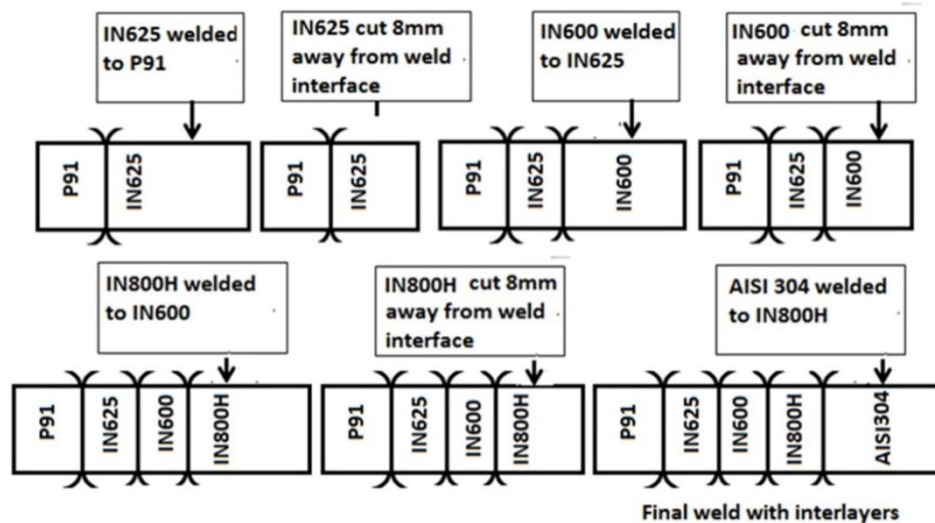 IN625 welded
to P91
IN625 cut 8mm
away from weld
interface
IN600 welded
to IN625
IN600 cut 8mm
away from weld
interface
P91
IN625
P91
IN625
P91
IN625
IN600
P91
IN625
IN600
IN800H welded
to IN600
IN800H cut 8mm
away from weld
interface
AISI 304 welded
to IN800H
P91
IN625
IN600
IN800H
P91
IN625
IN600
IN800H
P91
IN625
IN600
IN800H
AISI304
Final weld with interlayers